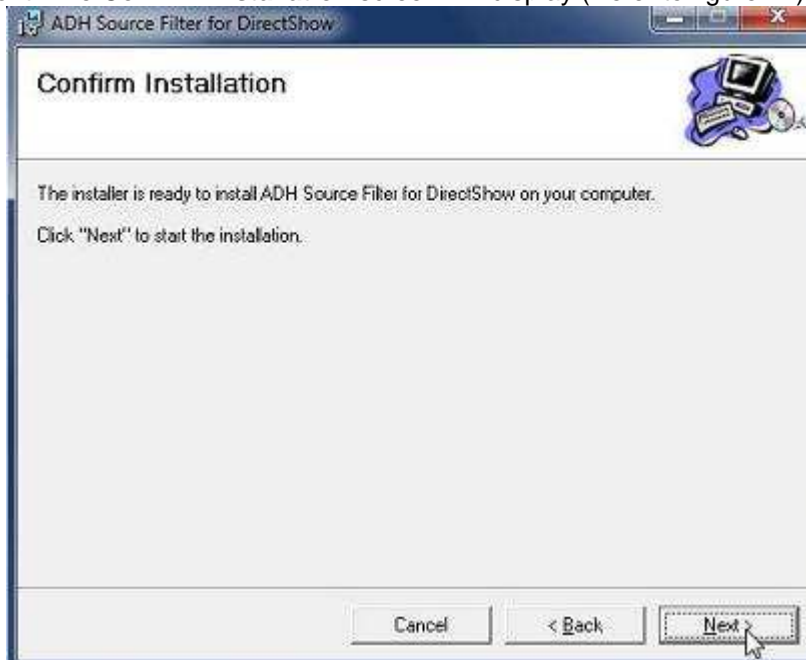 ADH Source Filter for DirectShow
Confirm Installation
The installer is ready to install ADH Source Filter for DirectShow on your computer.
Click "Next" to start the installation.
Cancel
< Back
Next >